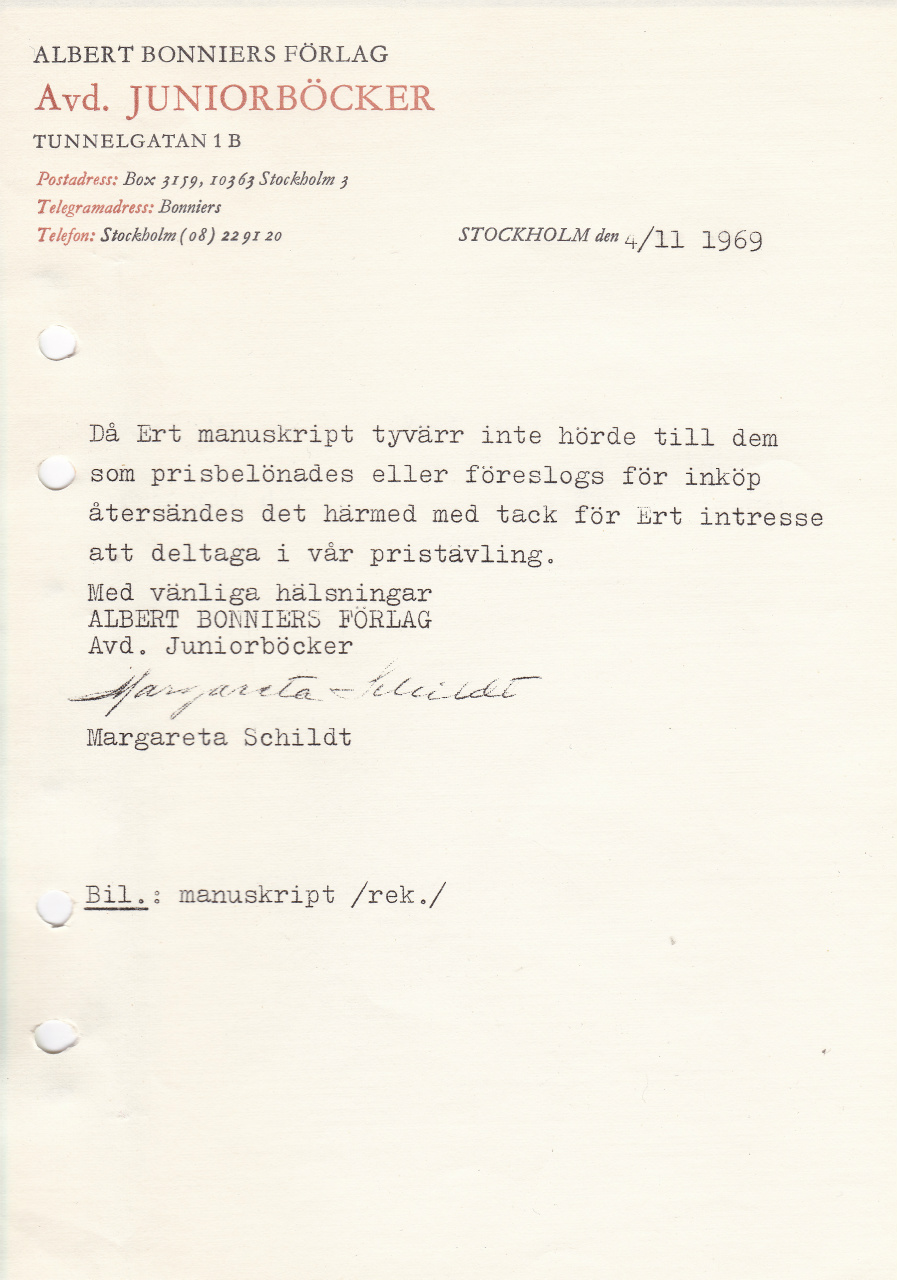 ALBERT BONNIERS FÖRLAG
Avd. JUNIORBÖCKER
TUNNELGATAN 1 B
Postadress: Box 3159, 10363 Stockholm 3
Telegramadress: Bonniers
Telefon: Stockholm (08) 22 91 20
STOCKHOLM den 4/11 1969
Då Ert manuskript tyvärr inte hörde till dem
som prisbelönades eller föreslogs för inköp
återsändes det härmed med tack för Ert intresse
att deltaga i vår pristävling.
Med vänliga hälsningar
ALBERT BONNIERS FÖRLAG
Avd. Juniorböcker
Margareta Schildt
Margareta Schildt
Bil.: manuskript /rek./